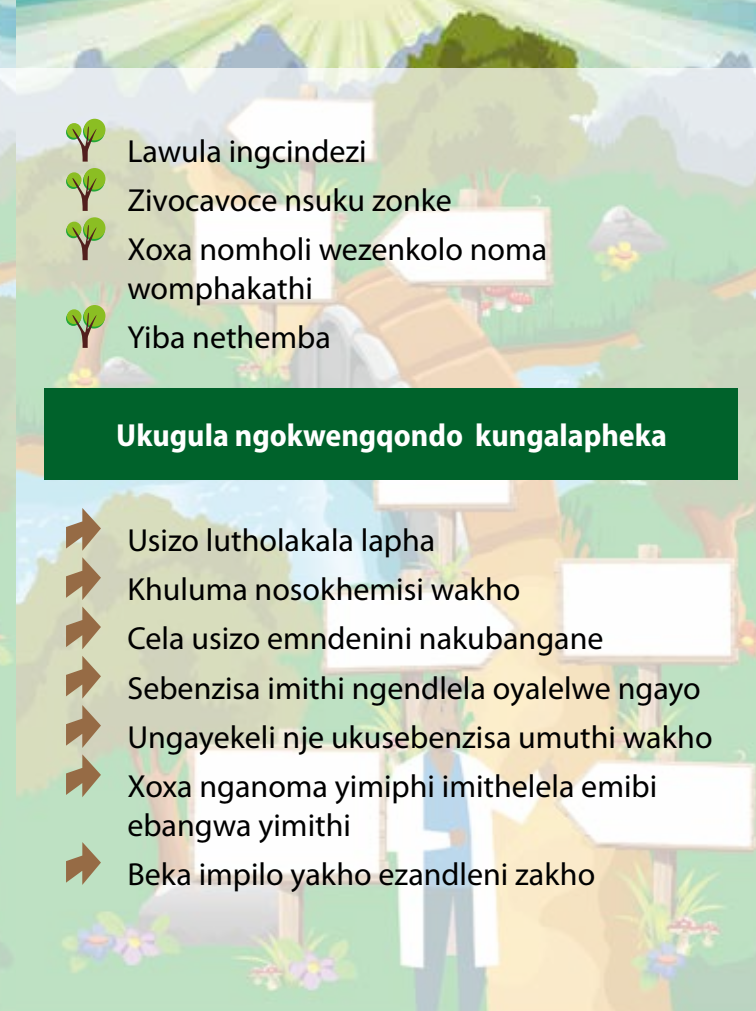 Lawula ingcindezi
Zivocavoce nsuku zonke
Xoxa nomholi wezenkolo noma
womphakathi
Yiba nethemba
Ukugula ngokwengqondo kungalapheka
Usizo lutholakala lapha
Khuluma nosokhemisi wakho
Cela usizo emndenini nakubangane
Sebenzisa imithi ngendlela oyalelwe ngayo
Ungayekeli nje ukusebenzisa umuthi wakho
Xoxa nganoma yimiphi imithelela emibi
ebangwa yimithi
Beka impilo yakho ezandleni zakho